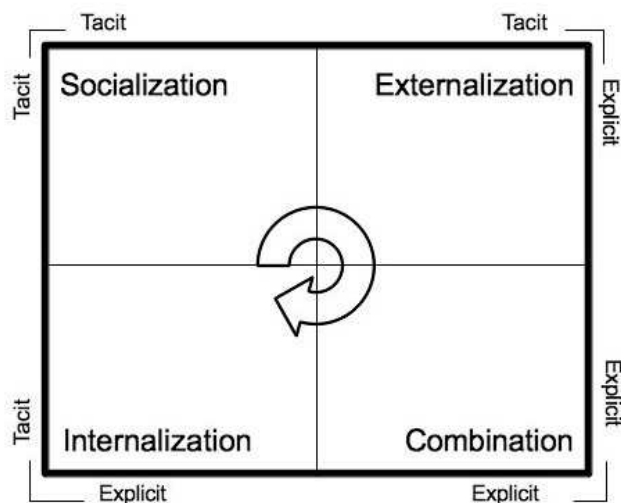 Tacit
Tacit
Tacit
Explicit
Socialization
Externalization
Tacit
Explicit
Internalization
Combination
Explicit
Explicit